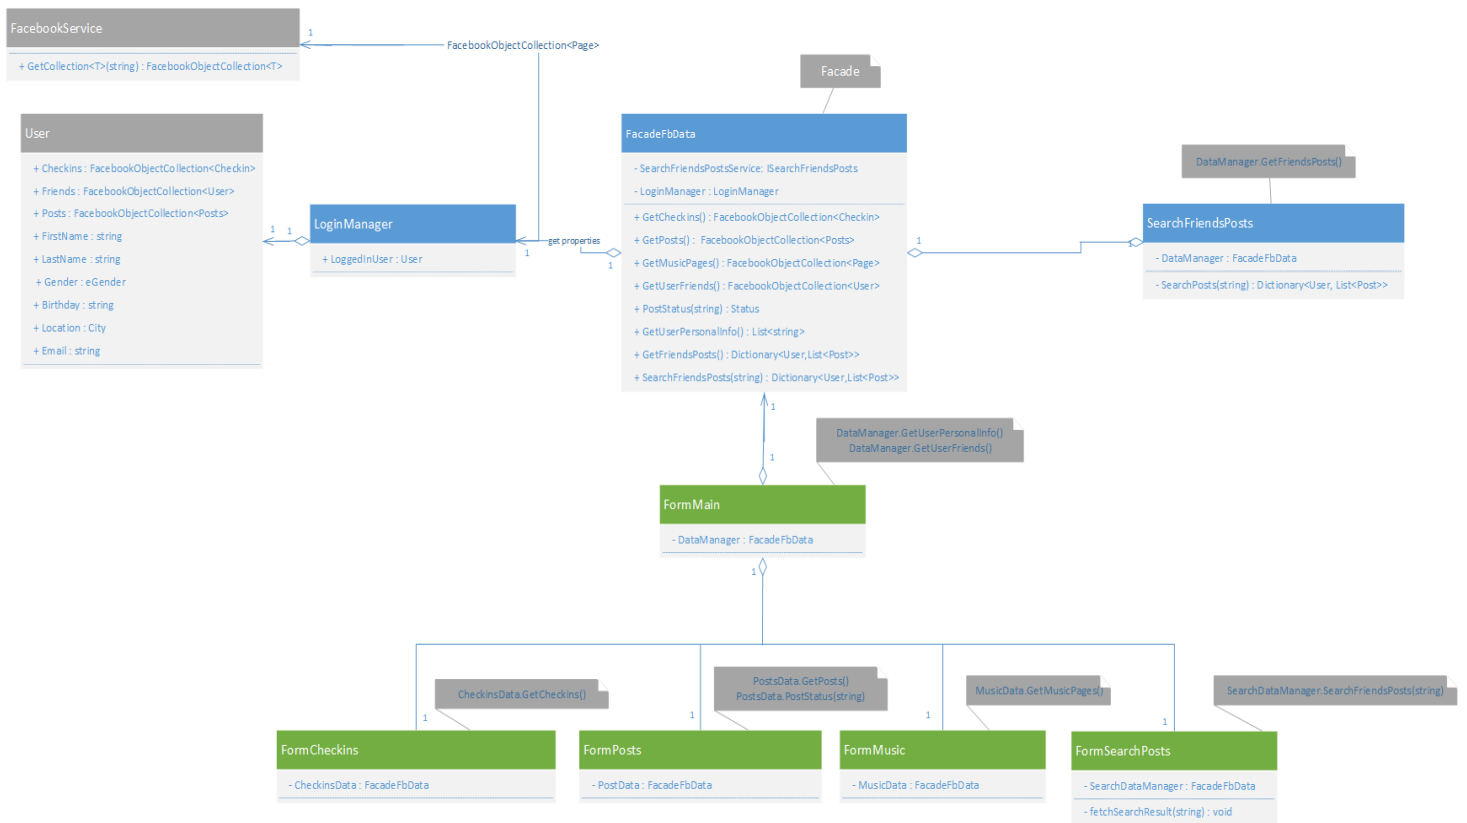 FacebookService
+ GetCollection<T>(string) : FacebookObjectCollection<T>
1
FacebookObjectCollection<Page>
Facade
User
+ Checkins : FacebookObjectCollection<Checkin>
+ Friends : FacebookObjectCollection<User>
+ Posts : FacebookObjectCollection<Posts>
+ FirstName : string
+ LastName : string
+ Gender : eGender
+ Birthday : string
+ Location : City
+ Email : string
1
1
LoginManager
+ LoggedInUser : User
1
get properties
1
FacadeFbData
- SearchFriendsPostsService: ISearchFriendsPosts
- LoginManager : LoginManager
+ GetCheckins() : FacebookObjectCollection<Checkin>
+ GetPosts() : FacebookObjectCollection<Posts>
+ GetMusicPages() : FacebookObjectCollection<Page>
+ GetUserFriends() : FacebookObjectCollection<User>
+ PostStatus(string) : Status
+ GetUserPersonalInfo() : List<string>
+ GetFriendsPosts() : Dictionary<User,List<Post>>
+ SearchFriendsPosts(string) : Dictionary<User,List<Post>>
1
1
DataManager.GetFriendsPosts()
SearchFriendsPosts
- DataManager : FacadeFbData
- SearchPosts(string) : Dictionary<User, List<Post>>
1
1
DataManager.GetUserPersonalInfo()
DataManager.GetUserFriends()
FormMain
- DataManager : FacadeFbData
1
CheckinsData.GetCheckins()
1
FormCheckins
- CheckinsData : FacadeFbData
PostsData.GetPosts()
PostsData.PostStatus(string)
1
FormPosts
- PostData : FacadeFbData
MusicData.GetMusicPages()
1
FormMusic
- MusicData : FacadeFbData
SearchDataManager.SearchFriendsPosts(string)
1
FormSearchPosts
- SearchDataManager : FacadeFbData
- fetchSearchResult(string) : void